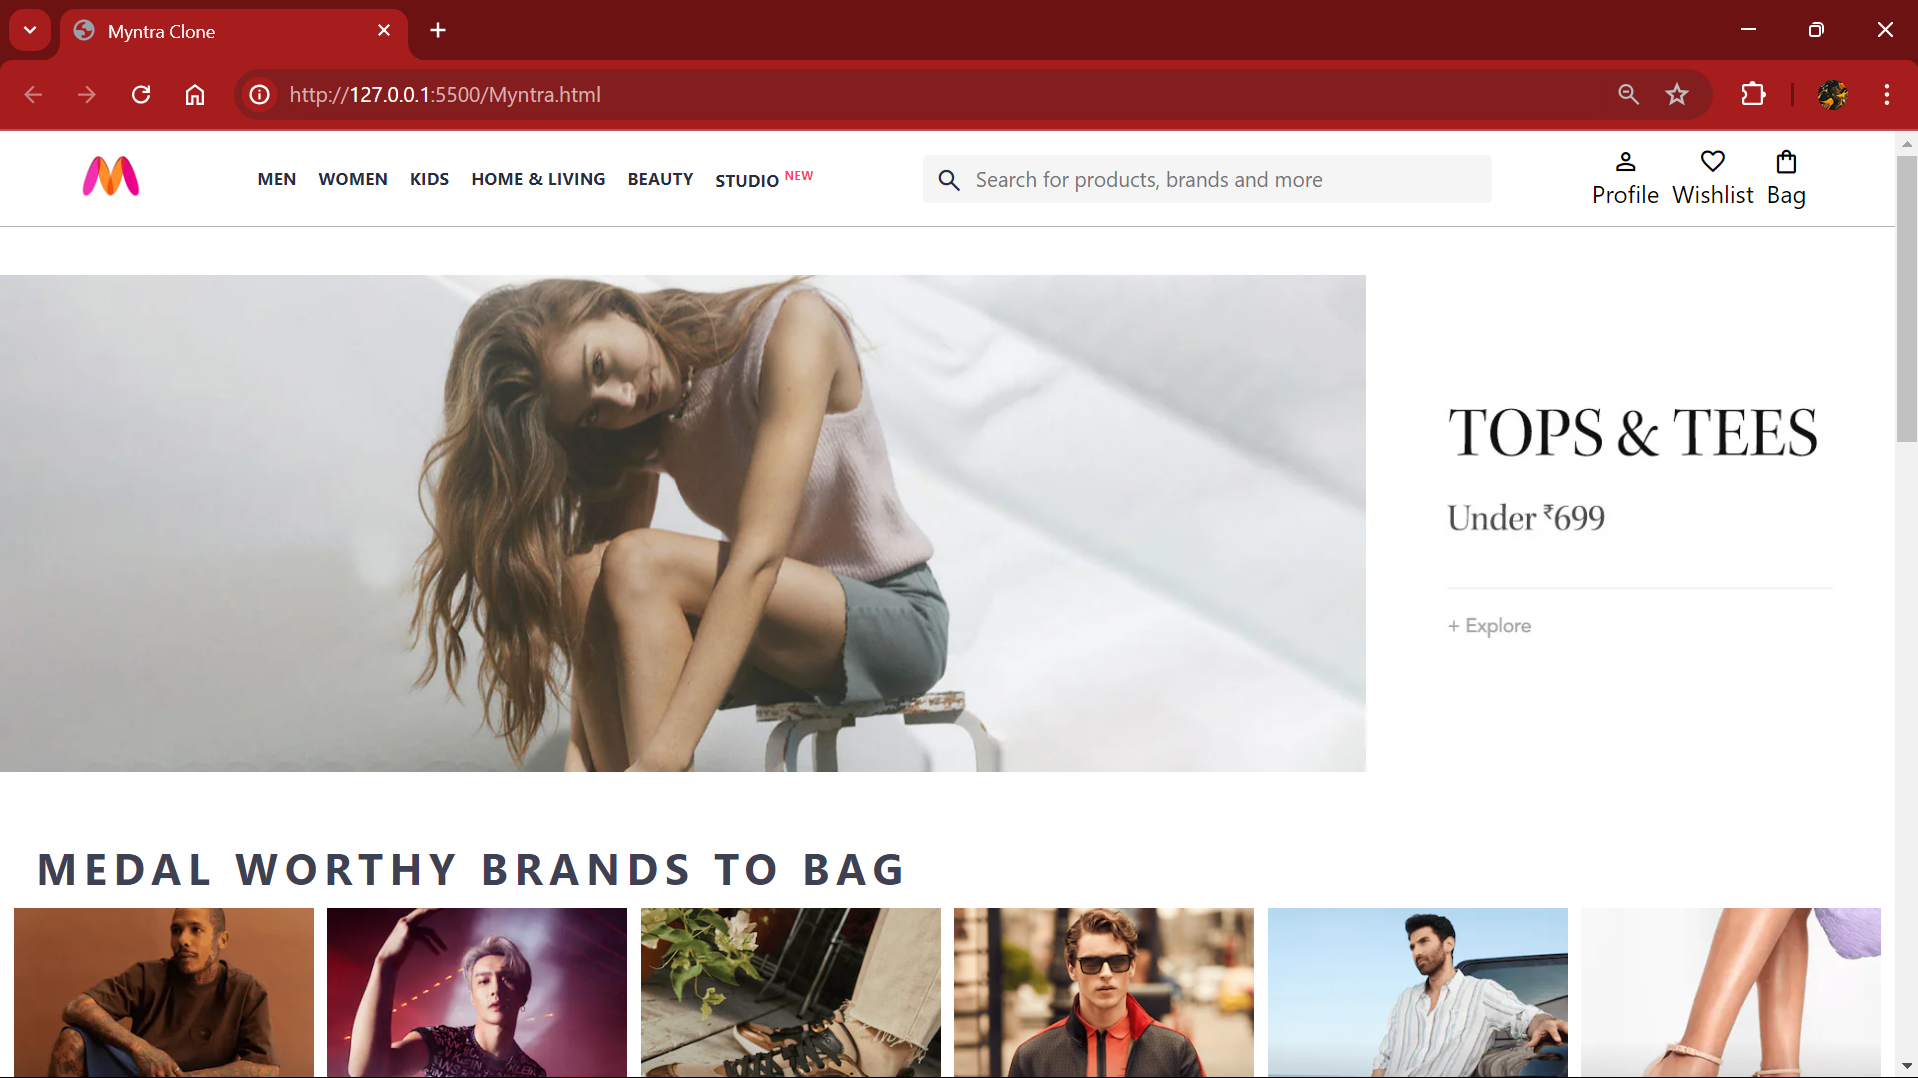 Myntra Clone
http://127.0.0.1:5500/Myntra.html
MEN WOMEN KIDS HOME & LIVING BEAUTY STUDIO NEW
Search for products, brands and more
Profile Wishlist Bag
TOPS & TEES
Under ₹699
+ Explore
MEDAL WORTHY BRANDS TO BAG